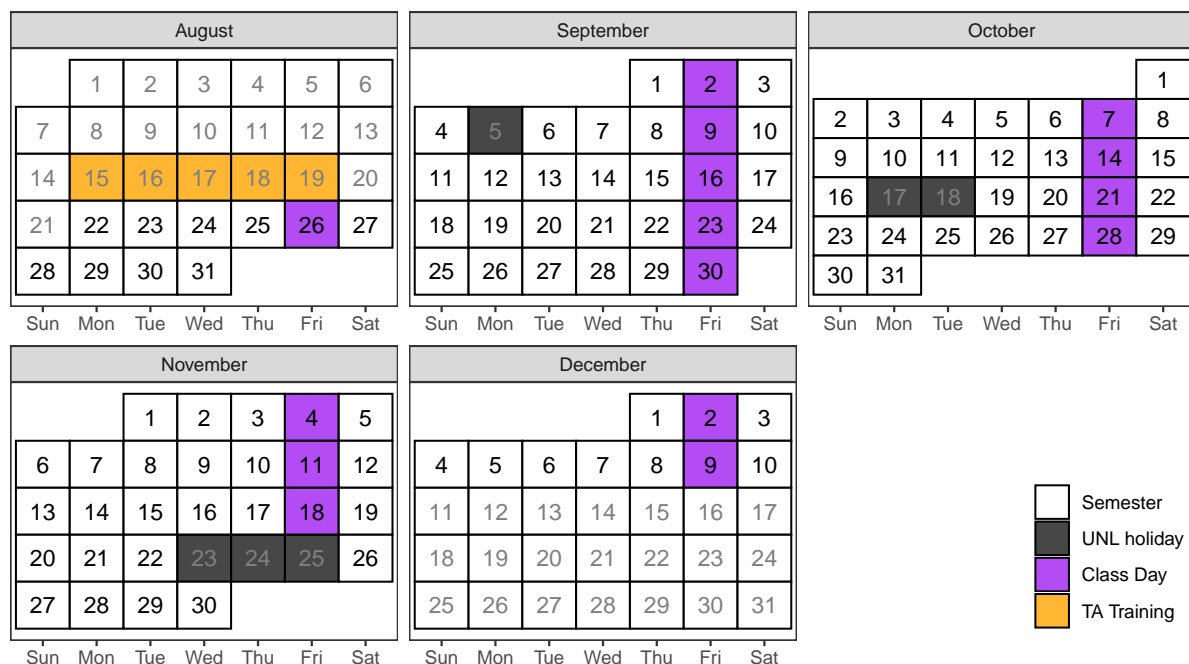 August
1 2 3 4 5 6
7 8 9 10 11 12 13
14 15 16 17 18 19 20
21 22 23 24 25 26 27
28 29 30 31
Sun Mon Tue Wed Thu Fri Sat
September
1 2 3
4 5 6 7 8 9 10
11 12 13 14 15 16 17
18 19 20 21 22 23 24
25 26 27 28 29 30
Sun Mon Tue Wed Thu Fri Sat
October
1
2 3 4 5 6 7 8
9 10 11 12 13 14 15
16 17 18 19 20 21 22
23 24 25 26 27 28 29
30 31
Sun Mon Tue Wed Thu Fri Sat
November
1 2 3 4 5
6 7 8 9 10 11 12
13 14 15 16 17 18 19
20 21 22 23 24 25 26
27 28 29 30
Sun Mon Tue Wed Thu Fri Sat
December
1 2 3
4 5 6 7 8 9 10
11 12 13 14 15 16 17
18 19 20 21 22 23 24
25 26 27 28 29 30 31
Sun Mon Tue Wed Thu Fri Sat
Semester
UNL holiday
Class Day
TA Training